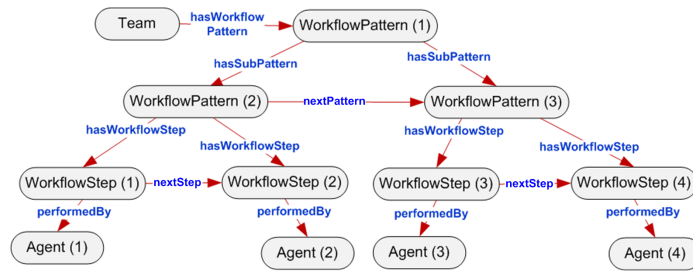 Team
hasWorkflow
Pattern
WorkflowPattern (1)
hasSubPattern
hasSubPattern
WorkflowPattern (2)
nextPattern
WorkflowPattern (3)
hasWorkflowStep
hasWorkflowStep
hasWorkflowStep
hasWorkflowStep
WorkflowStep (1)
nextStep
WorkflowStep (2)
WorkflowStep (3)
nextStep
WorkflowStep (4)
performedBy
performedBy
performedBy
performedBy
Agent (1)
Agent (2)
Agent (3)
Agent (4)